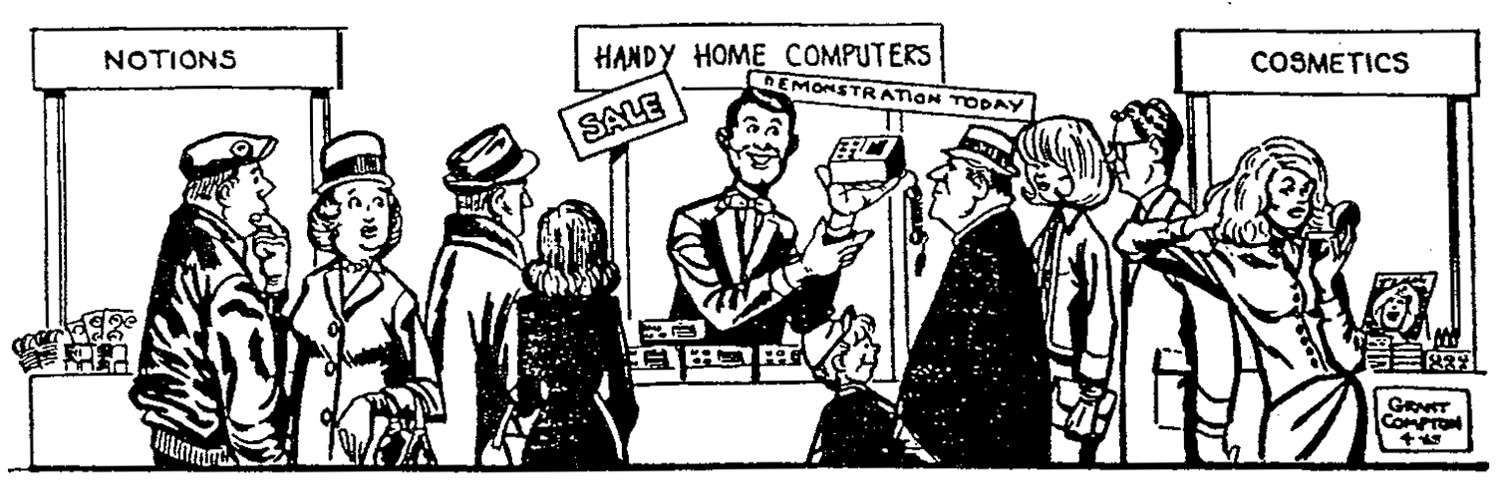 NOTIONS
HANDY HOME COMPUTERS
COSMETICS
DEMONSTRATION TODAY
SALE
GRANT
COMPTON
4-65